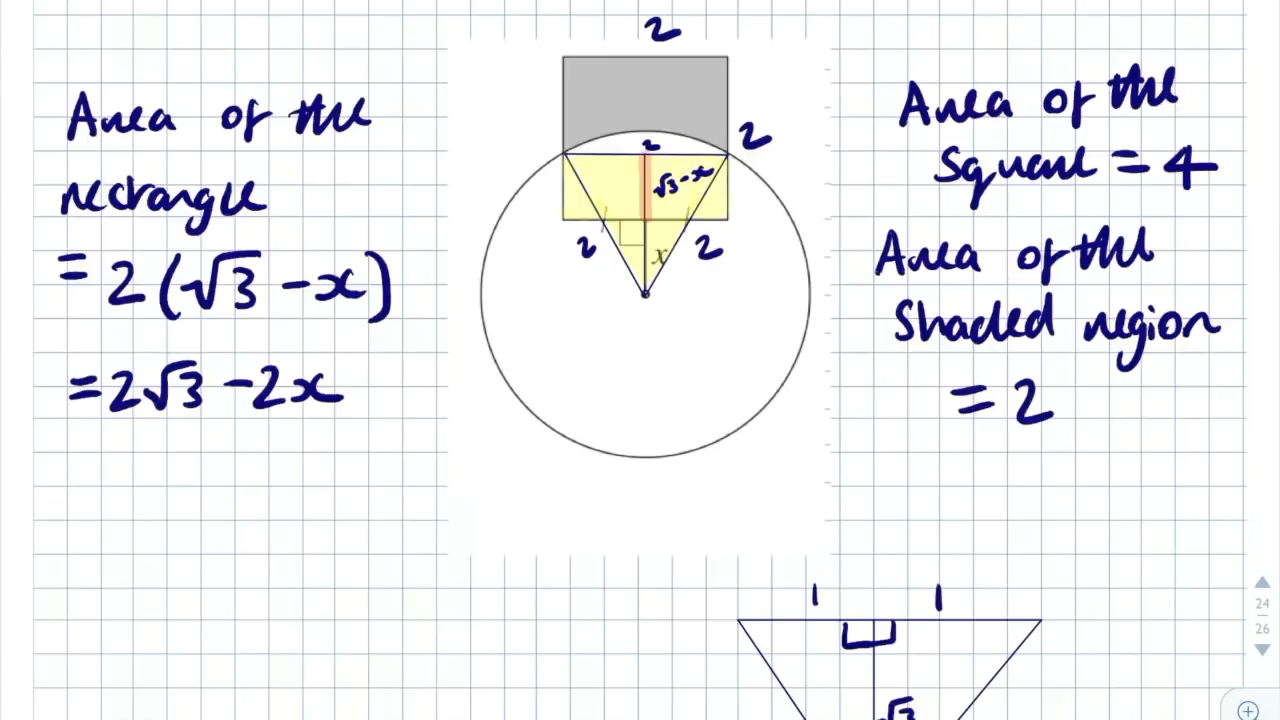 2
Area of the
rectangle
= 2(√3 - x)
= 2√3 - 2x
2
2
√3 - x
2
2
x
Area of the
square = 4
Area of the
shaded region
= 2
1
1
√3
24
26